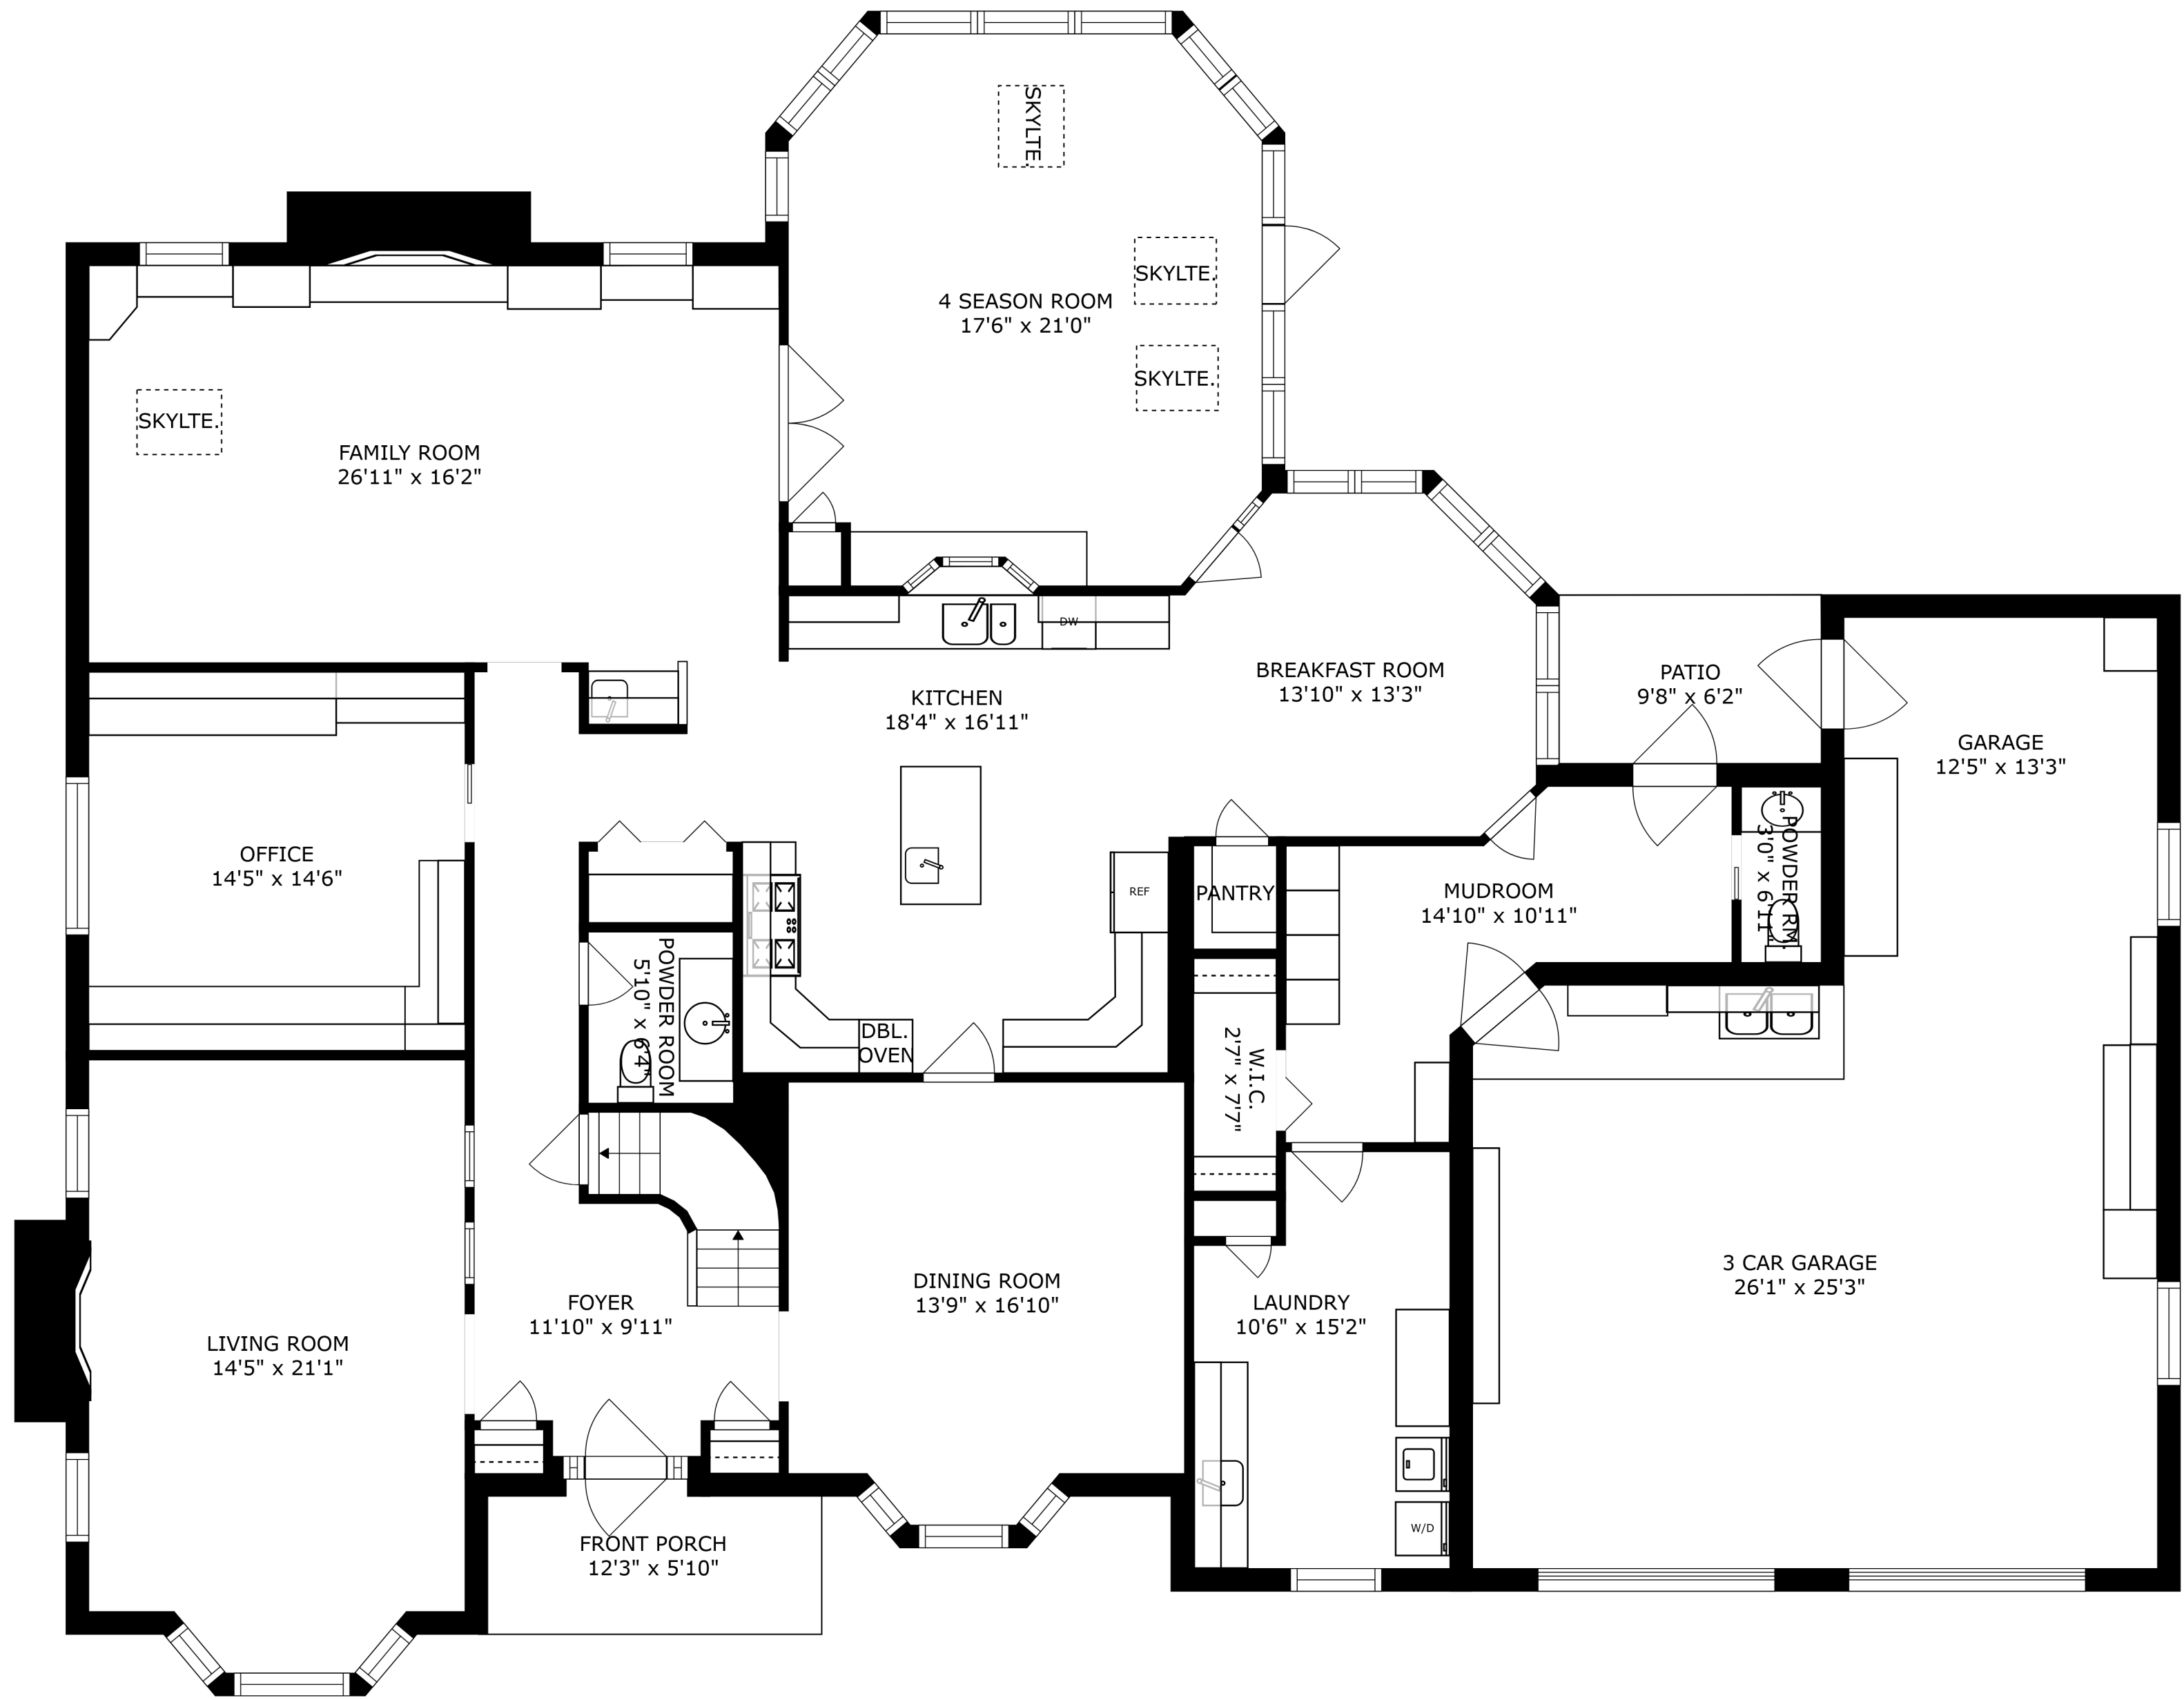 SKYLTE.
SKYLTE.
4 SEASON ROOM
17'6" x 21'0"
SKYLTE.
SKYLTE.
FAMILY ROOM
26'11" x 16'2"
DW
BREAKFAST ROOM
13'10" x 13'3"
PATIO
9'8" x 6'2"
KITCHEN
18'4" x 16'11"
GARAGE
12'5" x 13'3"
OFFICE
14'5" x 14'6"
REF
PANTRY
MUDROOM
14'10" x 10'11"
POWDER RM.
3'0" x 6'11"
POWDER ROOM
5'10" x 6'4"
DBL.
OVEN
W.I.C.
2'7" x 7'7"
3 CAR GARAGE
26'1" x 25'3"
DINING ROOM
13'9" x 16'10"
FOYER
11'10" x 9'11"
LAUNDRY
10'6" x 15'2"
LIVING ROOM
14'5" x 21'1"
W/D
FRONT PORCH
12'3" x 5'10"